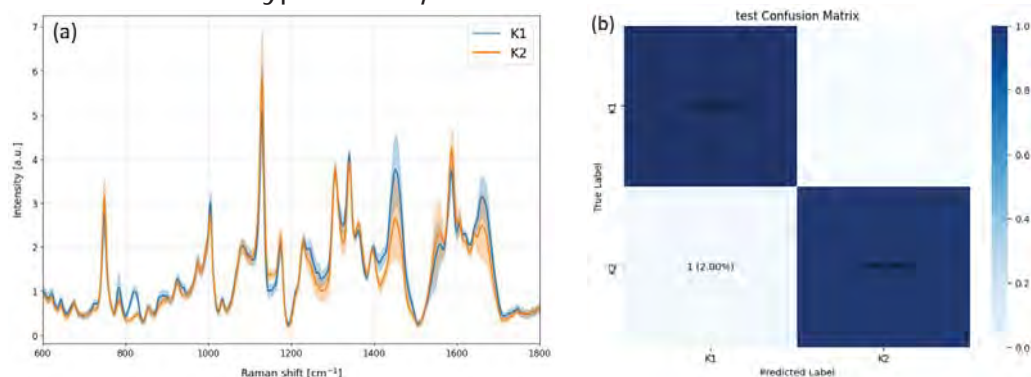 (a)
K1
K2
7
6
5
4
3
2
1
0
Intensity [a.u.]
600
800
1000
1200
1400
1600
1800
Raman shift [cm⁻¹]
(b)
test Confusion Matrix
K1
K2
True Label
1 (2.00%)
K1
K2
Predicted Label
1.0
0.8
0.6
0.4
0.2
0.0